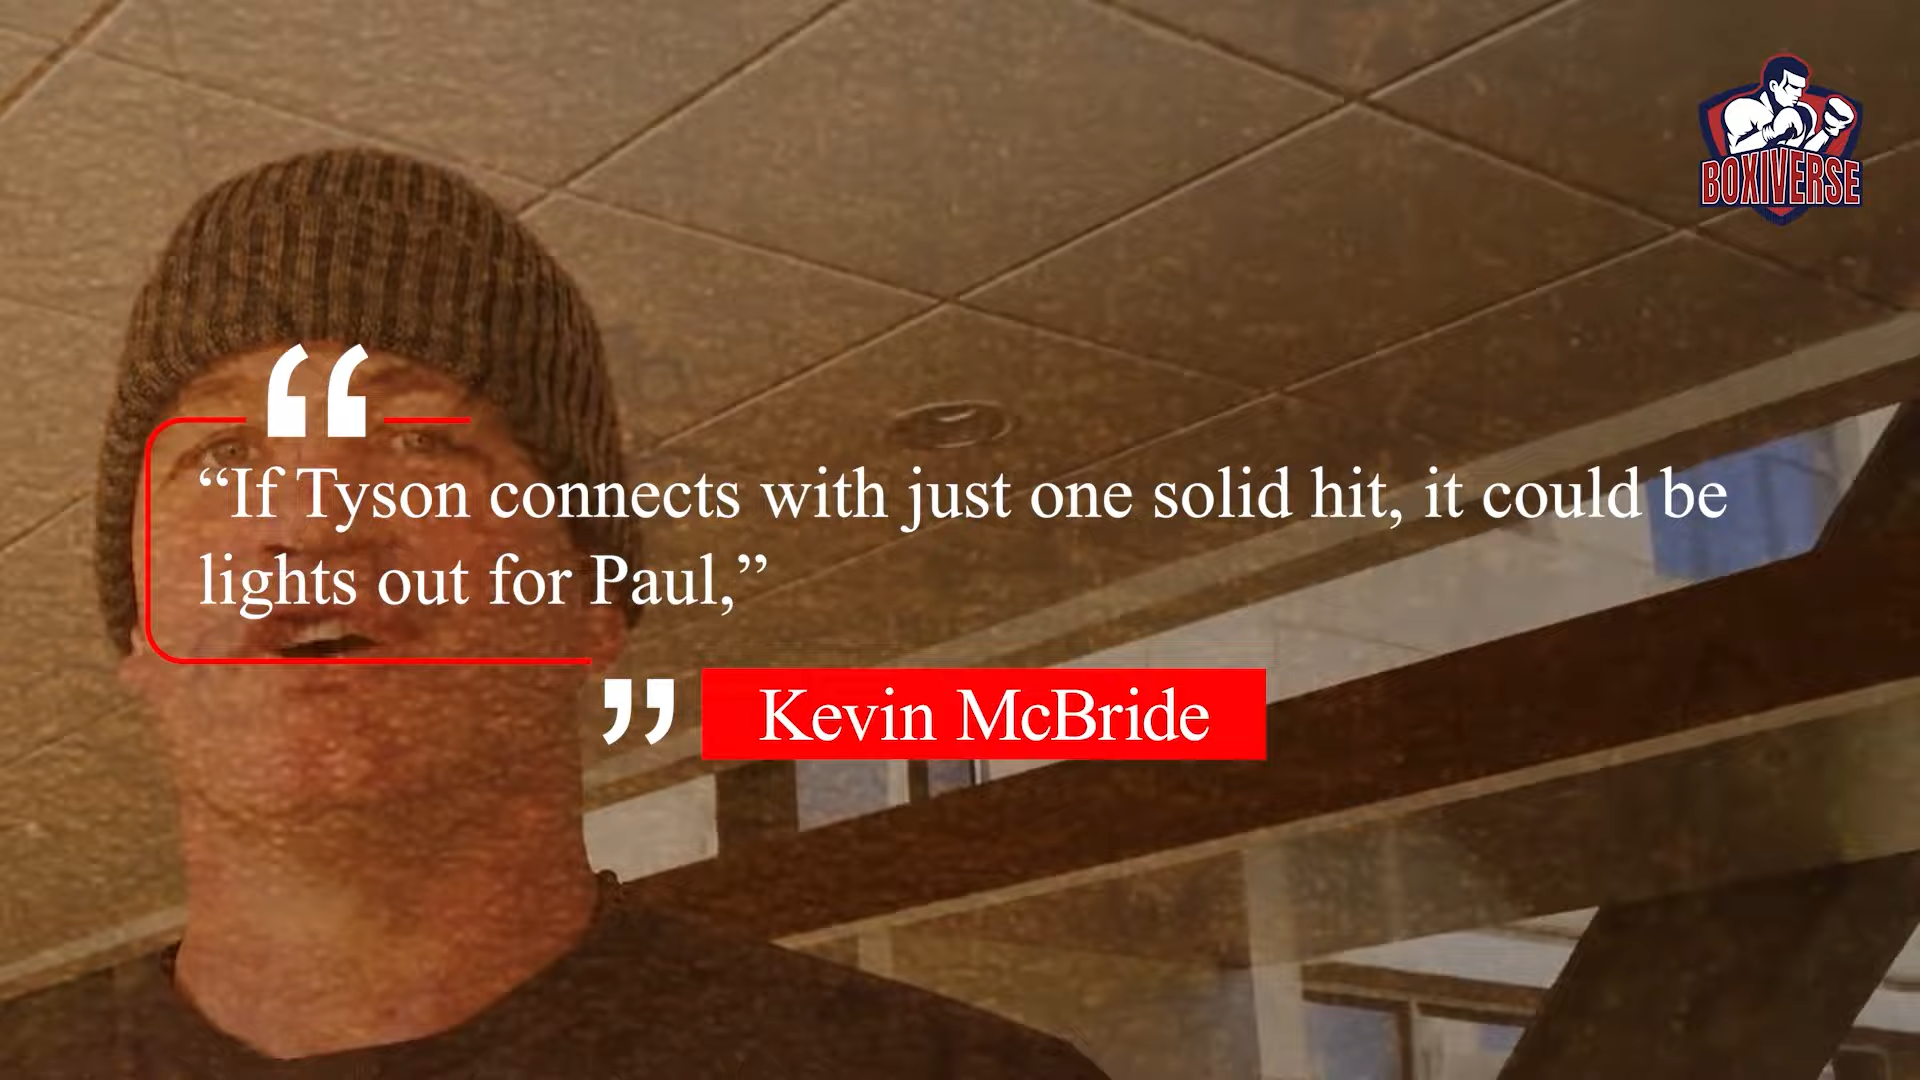 BOXIVERSE
“If Tyson connects with just one solid hit, it could be
lights out for Paul,”
Kevin McBride